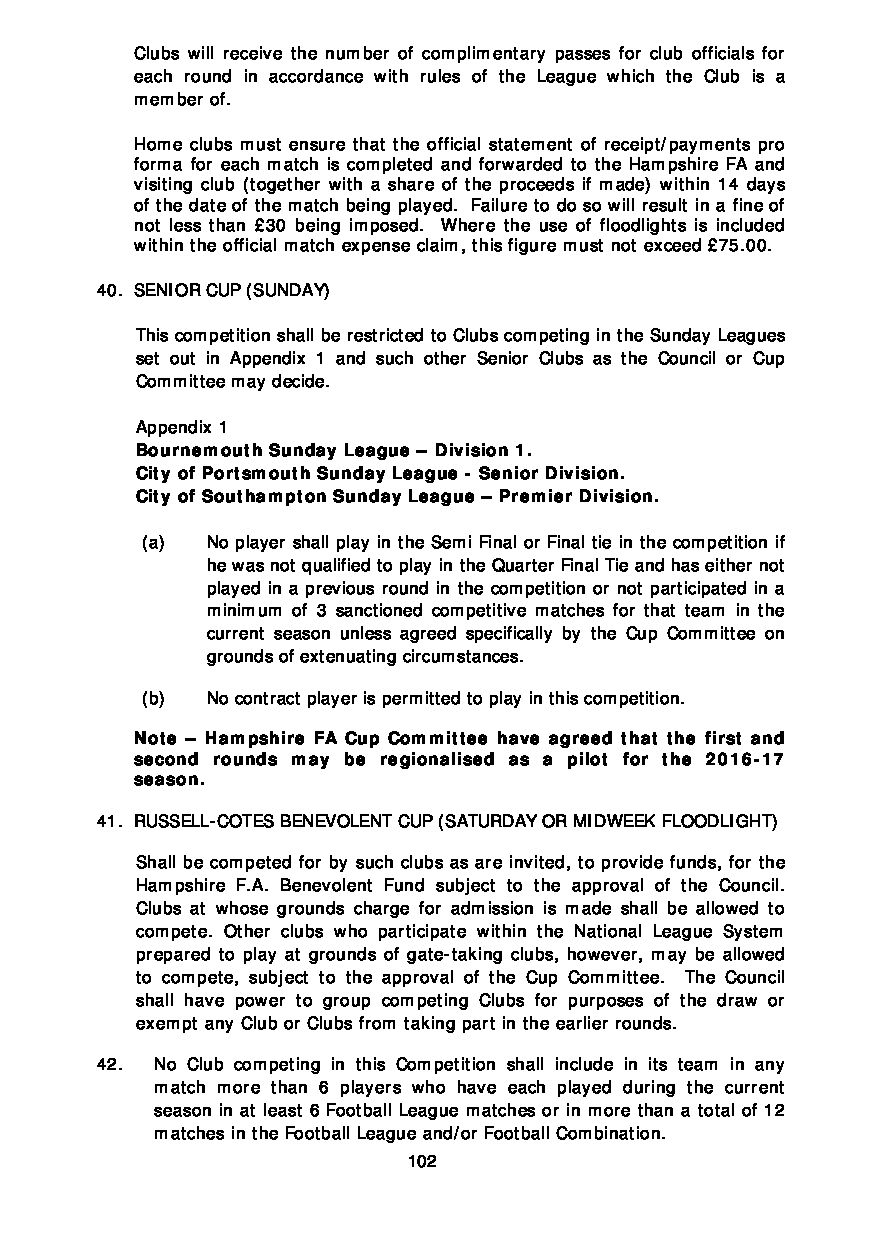 Clubs will receive the number of complimentary passes for club officials for
each round in accordance with rules of the League which the Club is a
member of.
Home clubs must ensure that the official statement of receipt/payments pro
forma for each match is completed and forwarded to the Hampshire FA and
visiting club (together with a share of the proceeds if made) within 14 days
of the date of the match being played. Failure to do so will result in a fine of
not less than £30 being imposed. Where the use of floodlights is included
within the official match expense claim, this figure must not exceed £75.00.
40. SENIOR CUP (SUNDAY)
This competition shall be restricted to Clubs competing in the Sunday Leagues
set out in Appendix 1 and such other Senior Clubs as the Council or Cup
Committee may decide.
Appendix 1
Bournemouth Sunday League – Division 1.
City of Portsmouth Sunday League - Senior Division.
City of Southampton Sunday League – Premier Division.
(a) No player shall play in the Semi Final or Final tie in the competition if
he was not qualified to play in the Quarter Final Tie and has either not
played in a previous round in the competition or not participated in a
minimum of 3 sanctioned competitive matches for that team in the
current season unless agreed specifically by the Cup Committee on
grounds of extenuating circumstances.
(b) No contract player is permitted to play in this competition.
Note – Hampshire FA Cup Committee have agreed that the first and
second rounds may be regionalised as a pilot for the 2016-17
season.
41. RUSSELL-COTES BENEVOLENT CUP (SATURDAY OR MIDWEEK FLOODLIGHT)
Shall be competed for by such clubs as are invited, to provide funds, for the
Hampshire F.A. Benevolent Fund subject to the approval of the Council.
Clubs at whose grounds charge for admission is made shall be allowed to
compete. Other clubs who participate within the National League System
prepared to play at grounds of gate-taking clubs, however, may be allowed
to compete, subject to the approval of the Cup Committee. The Council
shall have power to group competing Clubs for purposes of the draw or
exempt any Club or Clubs from taking part in the earlier rounds.
42. No Club competing in this Competition shall include in its team in any
match more than 6 players who have each played during the current
season in at least 6 Football League matches or in more than a total of 12
matches in the Football League and/or Football Combination.
102